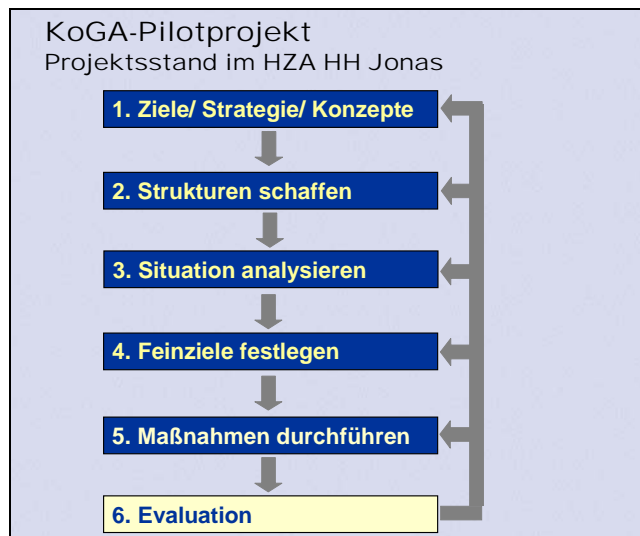 KoGA-Pilotprojekt
Projektsstand im HZA HH Jonas
1. Ziele/ Strategie/ Konzepte
2. Strukturen schaffen
3. Situation analysieren
4. Feinziele festlegen
5. Maßnahmen durchführen
6. Evaluation